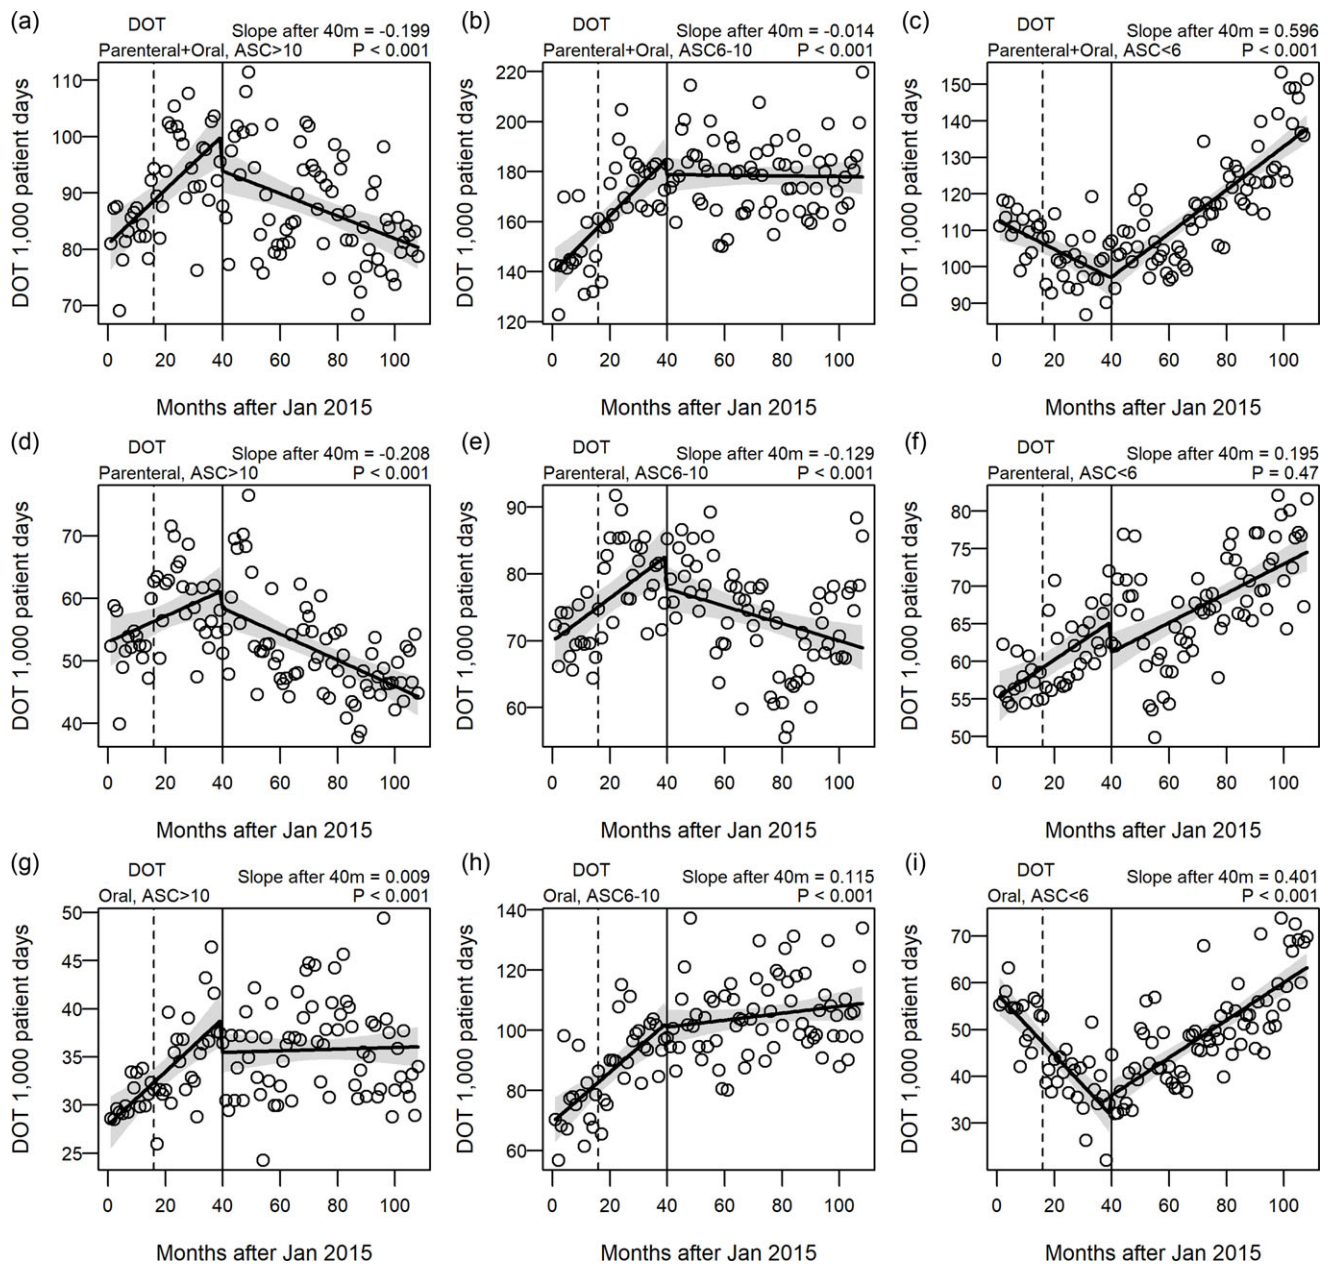 (a) DOT Slope after 40m = -0.199
Parenteral+Oral, ASC>10 P < 0.001
DOT 1,000 patient days
110
100
90
80
70
0 20 40 60 80 100
Months after Jan 2015
(b) DOT Slope after 40m = -0.014
Parenteral+Oral, ASC6-10 P < 0.001
DOT 1,000 patient days
220
200
180
160
140
120
0 20 40 60 80 100
Months after Jan 2015
(c) DOT Slope after 40m = 0.596
Parenteral+Oral, ASC<6 P < 0.001
DOT 1,000 patient days
150
140
130
120
110
100
90
0 20 40 60 80 100
Months after Jan 2015
(d) DOT Slope after 40m = -0.208
Parenteral, ASC>10 P < 0.001
DOT 1,000 patient days
70
60
50
40
0 20 40 60 80 100
Months after Jan 2015
(e) DOT Slope after 40m = -0.129
Parenteral, ASC6-10 P < 0.001
DOT 1,000 patient days
90
80
70
60
0 20 40 60 80 100
Months after Jan 2015
(f) DOT Slope after 40m = 0.195
Parenteral, ASC<6 P = 0.47
DOT 1,000 patient days
80
75
70
65
60
55
50
0 20 40 60 80 100
Months after Jan 2015
(g) DOT Slope after 40m = 0.009
Oral, ASC>10 P < 0.001
DOT 1,000 patient days
50
45
40
35
30
25
0 20 40 60 80 100
Months after Jan 2015
(h) DOT Slope after 40m = 0.115
Oral, ASC6-10 P < 0.001
DOT 1,000 patient days
140
120
100
80
60
0 20 40 60 80 100
Months after Jan 2015
(i) DOT Slope after 40m = 0.401
Oral, ASC<6 P < 0.001
DOT 1,000 patient days
70
60
50
40
30
0 20 40 60 80 100
Months after Jan 2015